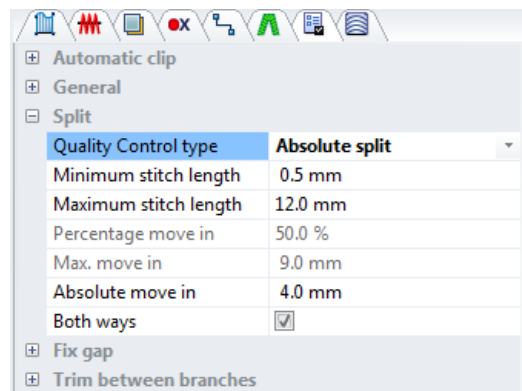 Automatic clip
General
Split
Quality Control type Absolute split
Minimum stitch length 0.5 mm
Maximum stitch length 12.0 mm
Percentage move in 50.0 %
Max. move in 9.0 mm
Absolute move in 4.0 mm
Both ways
Fix gap
Trim between branches